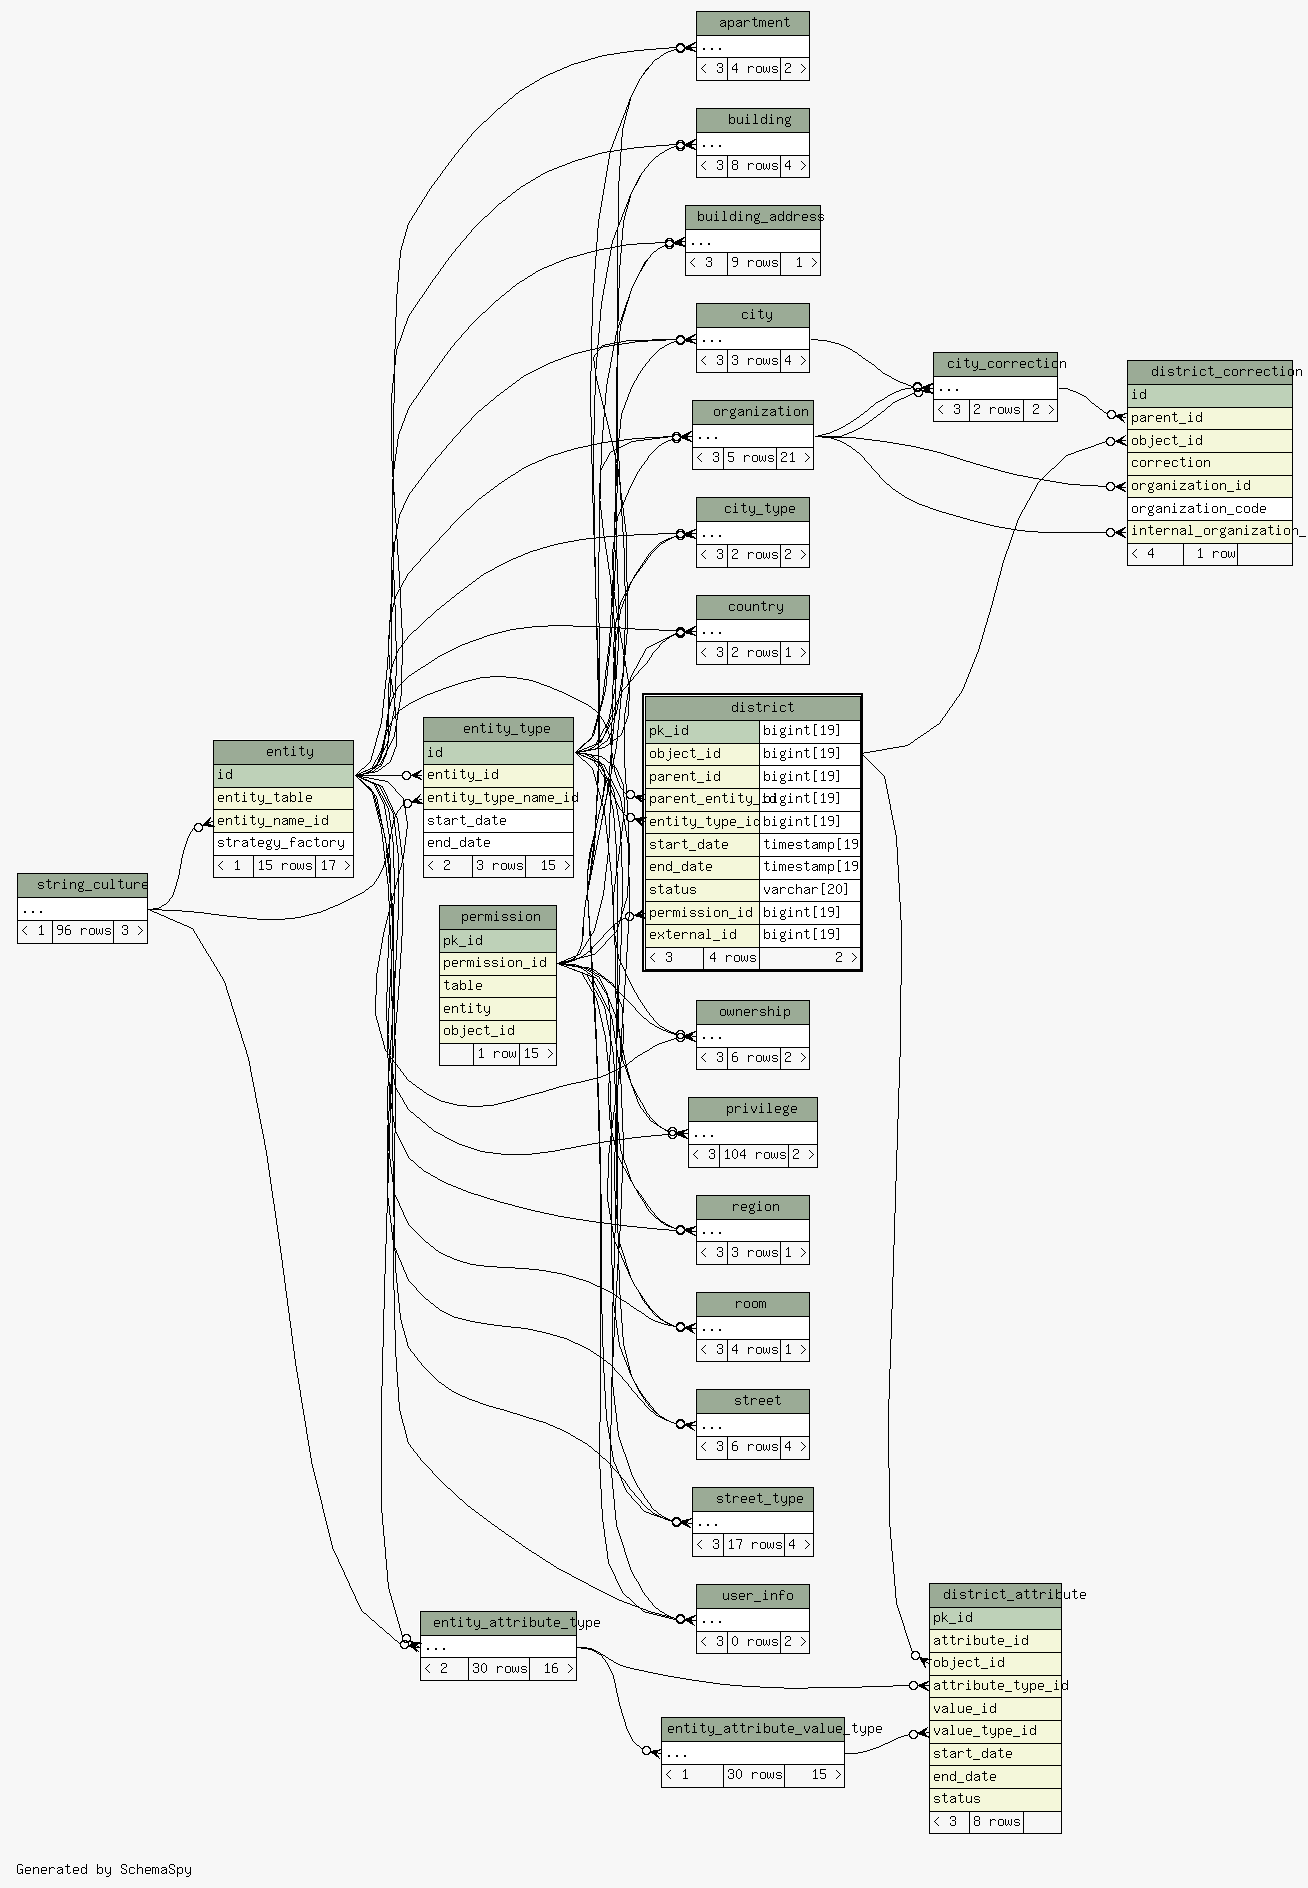 apartment
...
< 3 4 rows 2 >
building
...
< 3 8 rows 4 >
building_address
...
< 3 9 rows 1 >
city
...
< 3 3 rows 4 >
organization
...
< 3 5 rows 21 >
city_correction
...
< 3 2 rows 2 >
district_correction
id
parent_id
object_id
correction
organization_id
organization_code
internal_organization_
< 4 1 row
city_type
...
< 3 2 rows 2 >
country
...
< 3 2 rows 1 >
entity
id
entity_table
entity_name_id
strategy_factory
< 1 15 rows 17 >
entity_type
id
entity_id
entity_type_name_id
start_date
end_date
< 2 3 rows 15 >
district
pk_id bigint[19]
object_id bigint[19]
parent_id bigint[19]
parent_entity_id bigint[19]
entity_type_id bigint[19]
start_date timestamp[19
end_date timestamp[19
status varchar[20]
permission_id bigint[19]
external_id bigint[19]
< 3 4 rows 2 >
string_culture
...
< 1 96 rows 3 >
permission
pk_id
permission_id
table
entity
object_id
1 row 15 >
ownership
...
< 3 6 rows 2 >
privilege
...
< 3 104 rows 2 >
region
...
< 3 3 rows 1 >
room
...
< 3 4 rows 1 >
street
...
< 3 6 rows 4 >
street_type
...
< 3 17 rows 4 >
user_info
...
< 3 0 rows 2 >
entity_attribute_type
...
< 2 30 rows 16 >
entity_attribute_value_type
...
< 1 30 rows 15 >
district_attribute
pk_id
attribute_id
object_id
attribute_type_id
value_id
value_type_id
start_date
end_date
status
< 3 8 rows
Generated by SchemaSpy